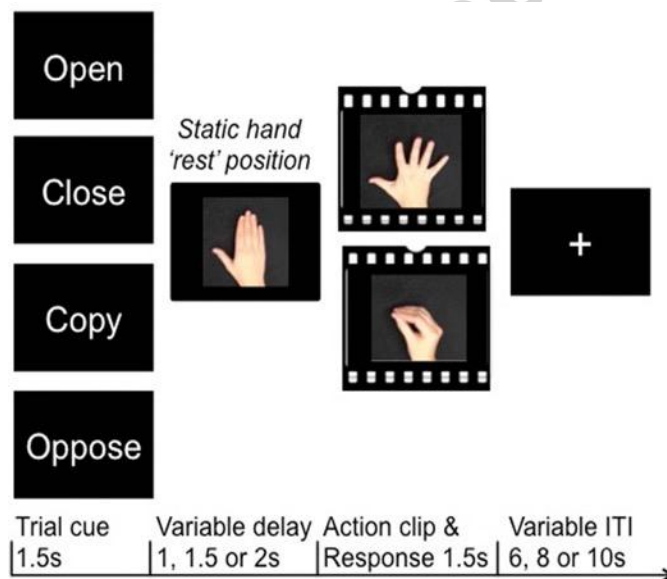 Open
Close
Copy
Oppose
Static hand
'rest' position
+
Trial cue
1.5s
Variable delay
1, 1.5 or 2s
Action clip &
Response 1.5s
Variable ITI
6, 8 or 10s